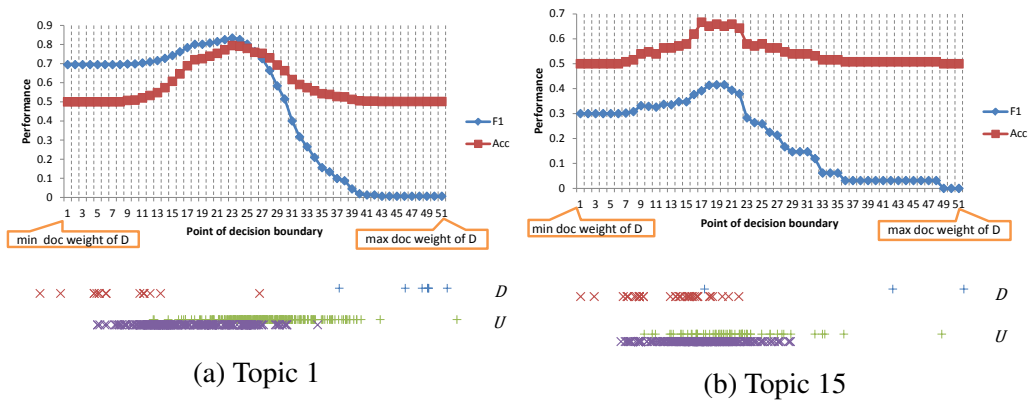 0.9
0.8
0.7
0.6
0.5
0.4
0.3
0.2
0.1
0
Performance
1 3 5 7 9 11 13 15 17 19 21 23 25 27 29 31 33 35 37 39 41 43 45 47 49 51
Point of decision boundary
F1
Acc
min doc weight of D
max doc weight of D
D
U
(a) Topic 1
0.7
0.6
0.5
0.4
0.3
0.2
0.1
0
Performance
1 3 5 7 9 11 13 15 17 19 21 23 25 27 29 31 33 35 37 39 41 43 45 47 49 51
Point of decision boundary
F1
Acc
min doc weight of D
max doc weight of D
D
U
(b) Topic 15